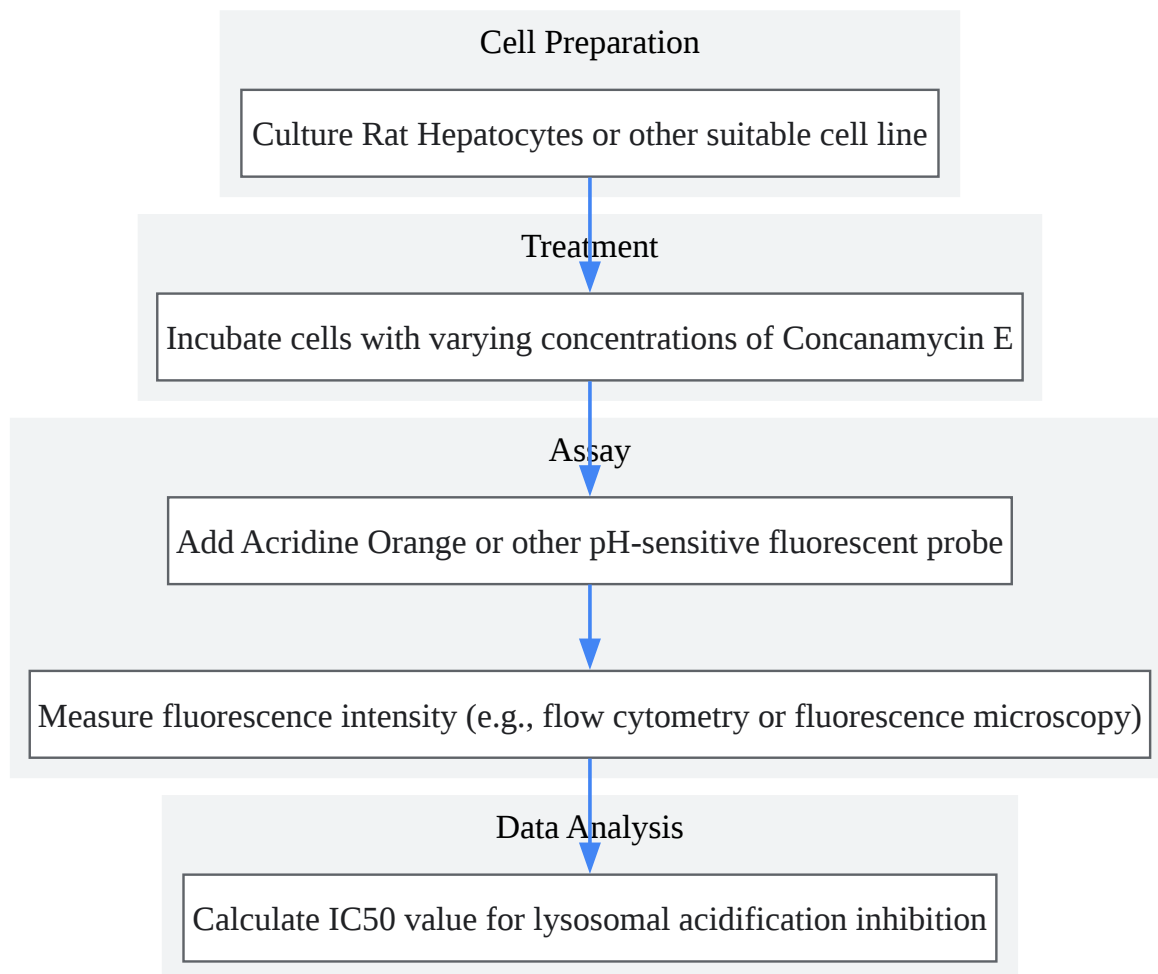 Cell Preparation
Culture Rat Hepatocytes or other suitable cell line
Treatment
Incubate cells with varying concentrations of Concanamycin E
Assay
Add Acridine Orange or other pH-sensitive fluorescent probe
Measure fluorescence intensity (e.g., flow cytometry or fluorescence microscopy)
Data Analysis
Calculate IC50 value for lysosomal acidification inhibition